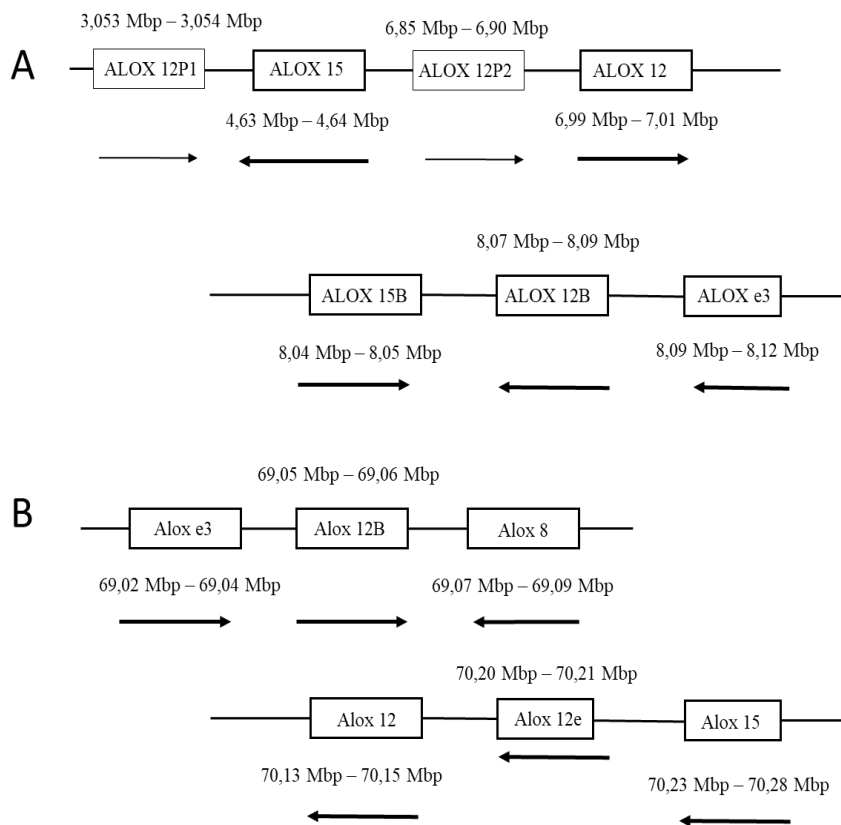 A
3,053 Mbp – 3,054 Mbp
6,85 Mbp – 6,90 Mbp
ALOX 12P1
ALOX 15
ALOX 12P2
ALOX 12
4,63 Mbp – 4,64 Mbp
6,99 Mbp – 7,01 Mbp
8,07 Mbp – 8,09 Mbp
ALOX 15B
ALOX 12B
ALOX e3
8,04 Mbp – 8,05 Mbp
8,09 Mbp – 8,12 Mbp
B
69,05 Mbp – 69,06 Mbp
Alox e3
Alox 12B
Alox 8
69,02 Mbp – 69,04 Mbp
69,07 Mbp – 69,09 Mbp
70,20 Mbp – 70,21 Mbp
Alox 12
Alox 12e
Alox 15
70,13 Mbp – 70,15 Mbp
70,23 Mbp – 70,28 Mbp